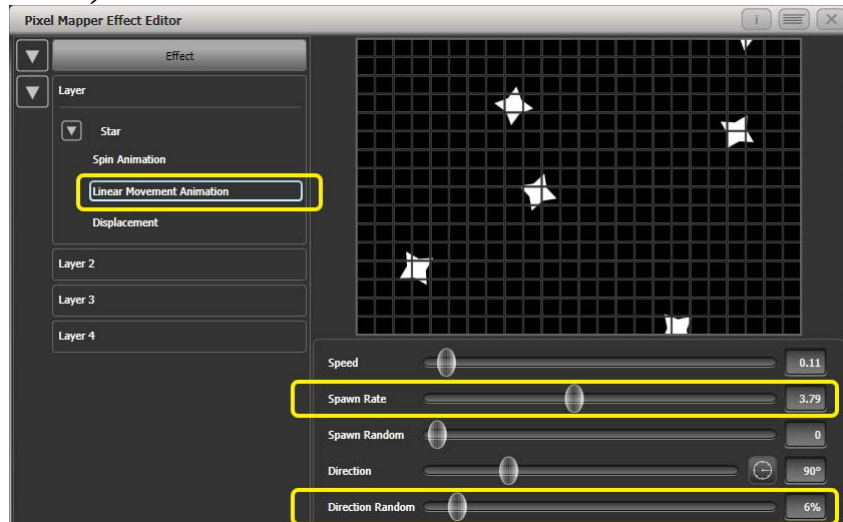 Pixel Mapper Effect Editor
Effect
Layer
Star
Spin Animation
Linear Movement Animation
Displacement
Layer 2
Layer 3
Layer 4
Speed 0.11
Spawn Rate 3.79
Spawn Random 0
Direction 90°
Direction Random 6%